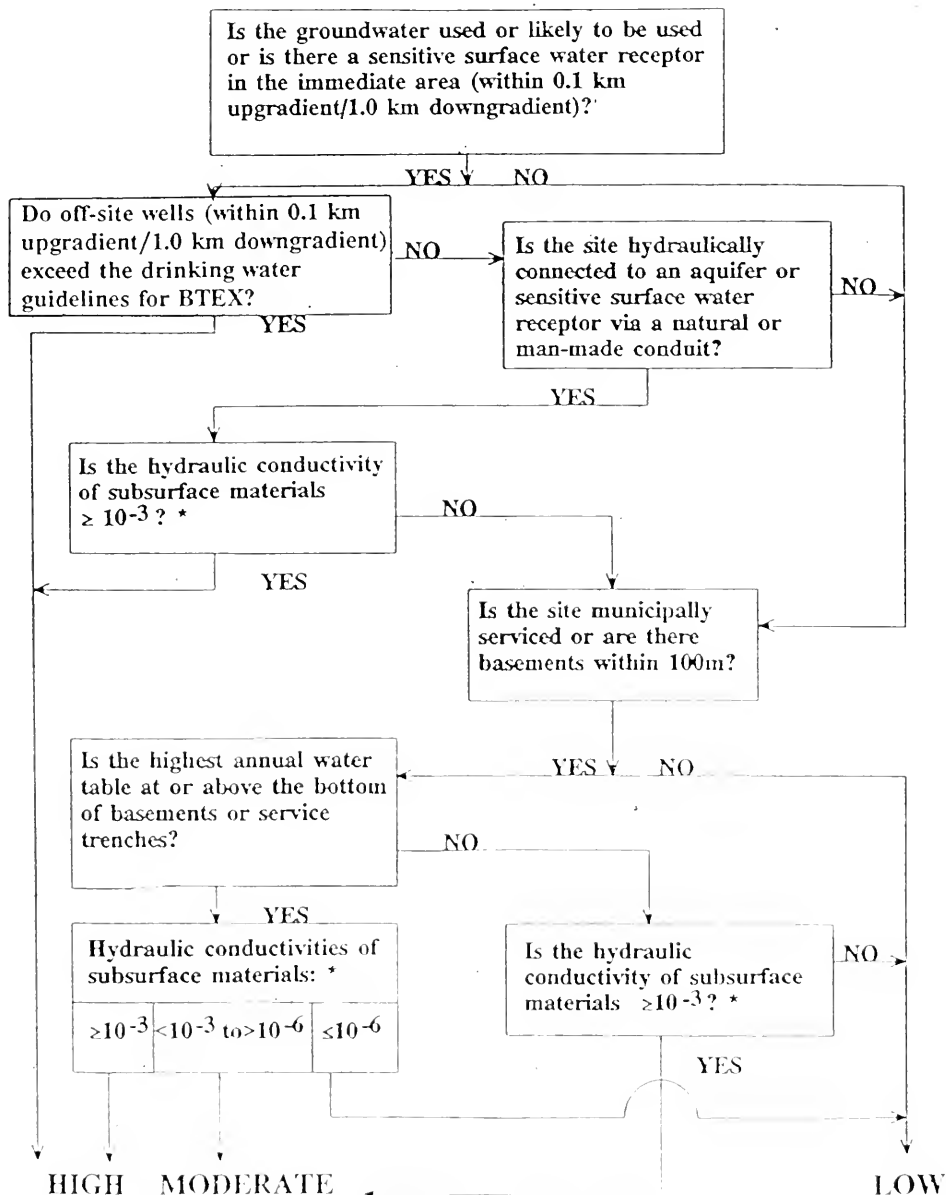 Is the groundwater used or likely to be used
or is there a sensitive surface water receptor
in the immediate area (within 0.1 km
upgradient/1.0 km downgradient)?
YES NO
Do off-site wells (within 0.1 km
upgradient/1.0 km downgradient)
exceed the drinking water
guidelines for BTEX?
NO
Is the site hydraulically
connected to an aquifer or
sensitive surface water
receptor via a natural or
man-made conduit?
NO
YES
YES
Is the hydraulic conductivity
of subsurface materials
≥ 10-3 ? *
NO
YES
Is the site municipally
serviced or are there
basements within 100m?
YES NO
Is the highest annual water
table at or above the bottom
of basements or service
trenches?
NO
YES
Hydraulic conductivities of
subsurface materials: *
≥10-3 <10-3 to>10-6 ≤10-6
Is the hydraulic
conductivity of subsurface
materials ≥10-3? *
NO
YES
HIGH MODERATE LOW